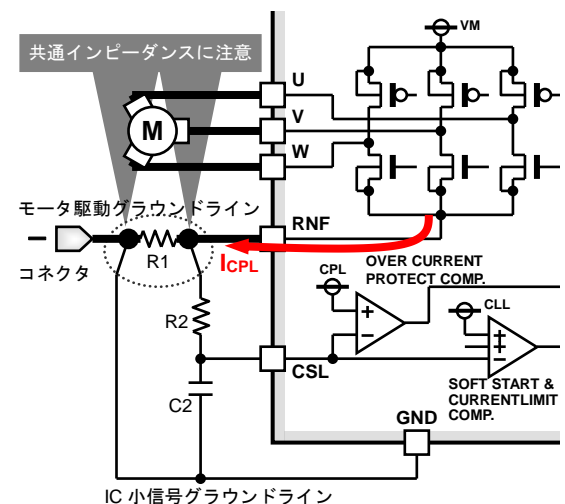 共通インピーダンスに注意
VM
U
V
W
M
モータ駆動グラウンドライン
RNF
コネクタ
R1
ICPL
OVER CURRENT
PROTECT COMP.
CPL
CLL
R2
CSL
C2
SOFT START &
CURRENTLIMIT
COMP.
GND
IC 小信号グラウンドライン